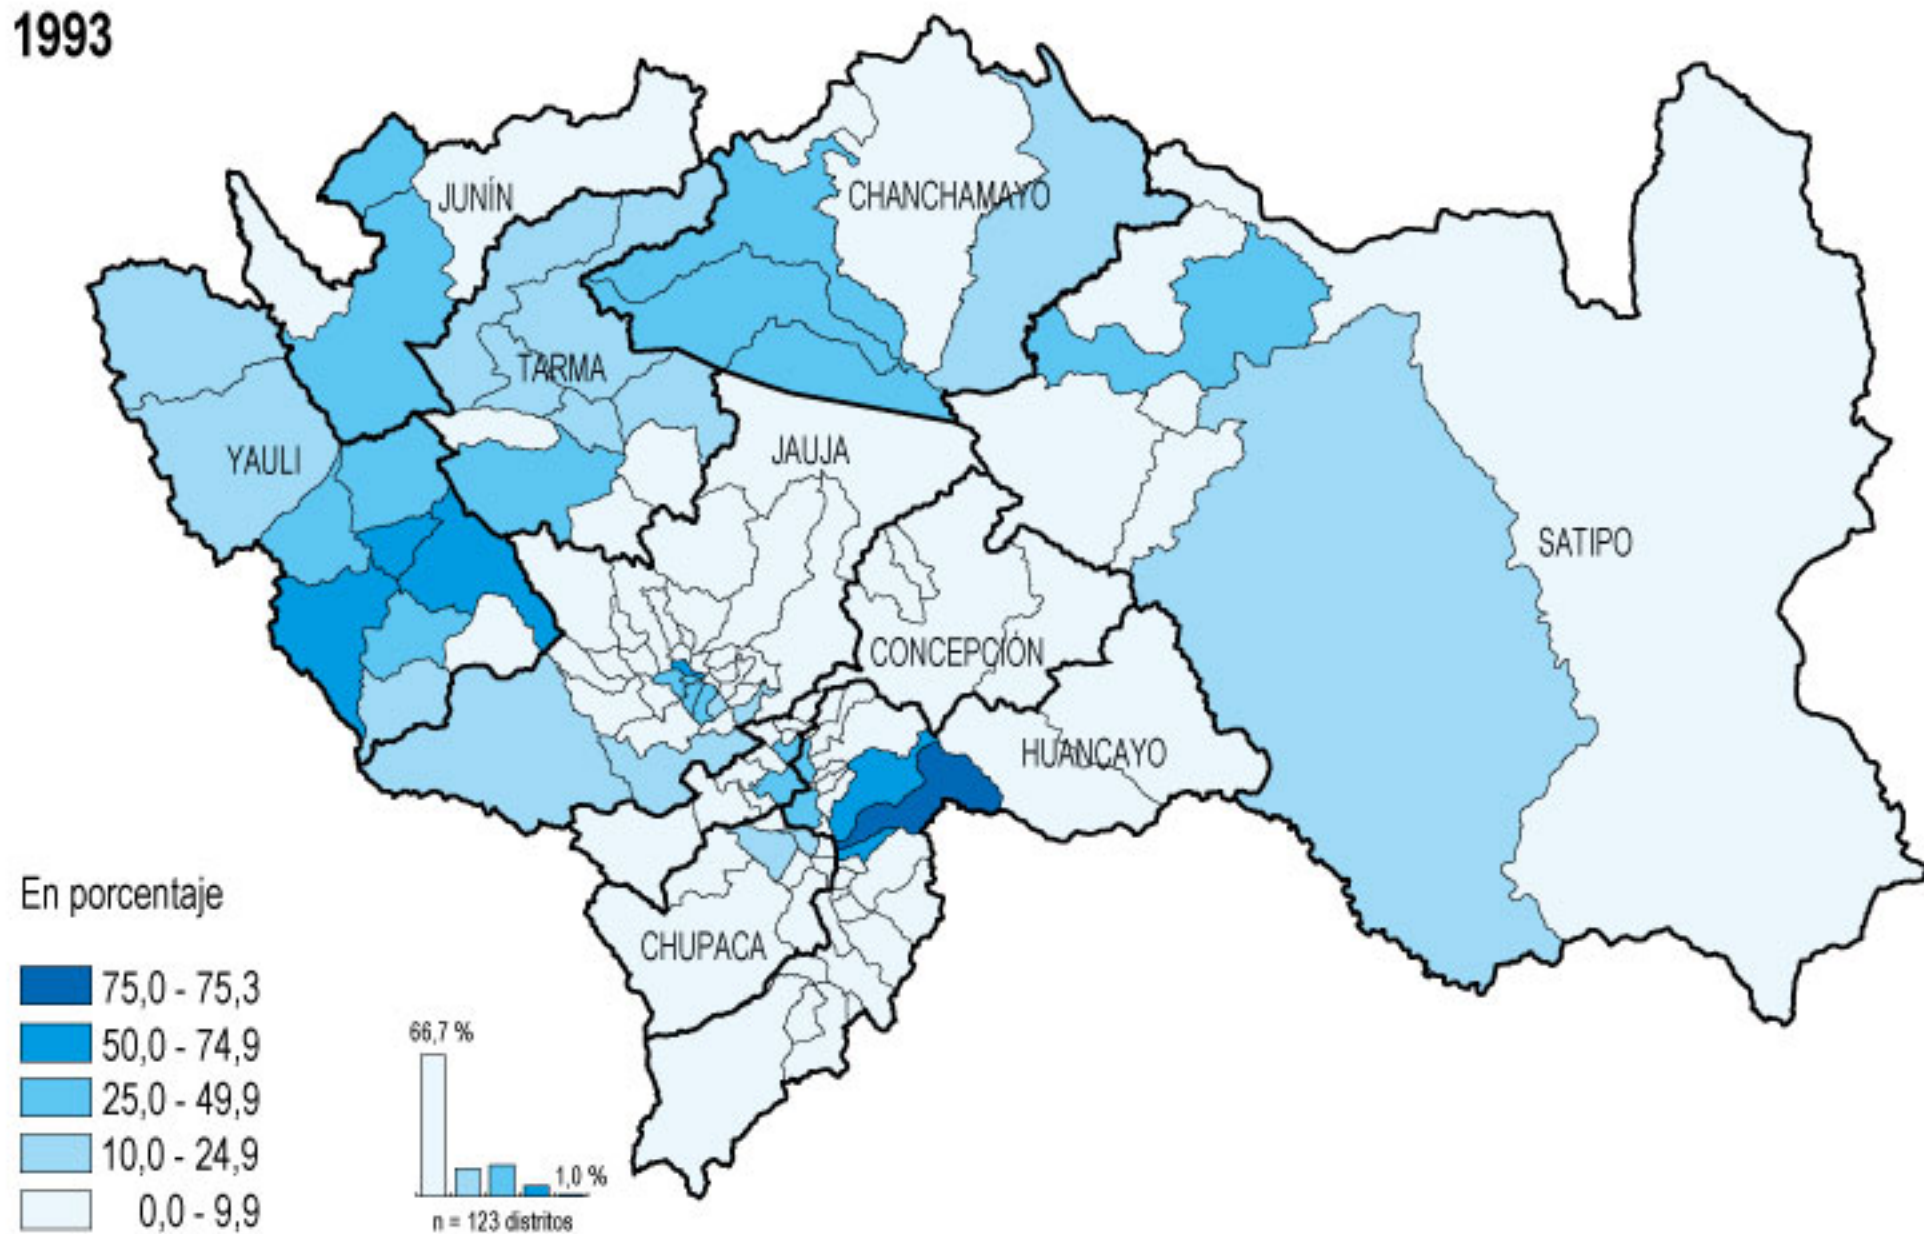 1993
JUNÍN
CHANCHAMAYO
TARMA
YAULI
JAUJA
SATIPO
CONCEPCIÓN
HUANCAYO
CHUPACA
En porcentaje
75,0 - 75,3
50,0 - 74,9
25,0 - 49,9
10,0 - 24,9
0,0 - 9,9
66,7 %
1,0 %
n = 123 distritos